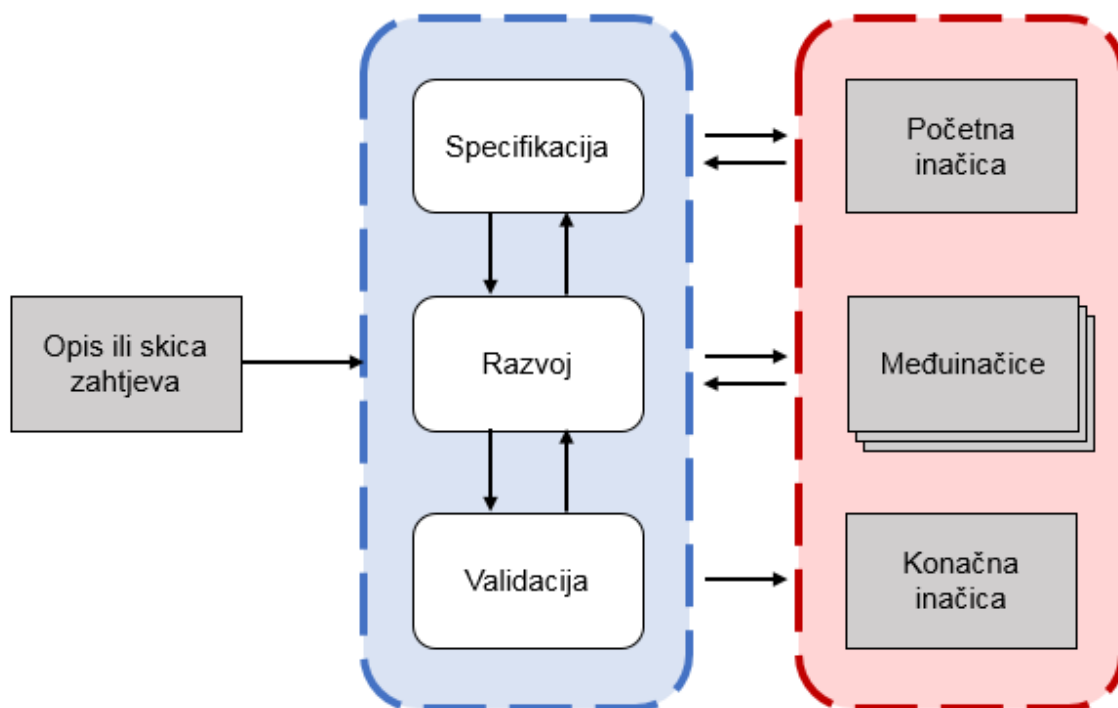 Specifikacija
Početna
inačica
Opis ili skica
zahtjeva
Razvoj
Međuinačice
Validacija
Konačna
inačica